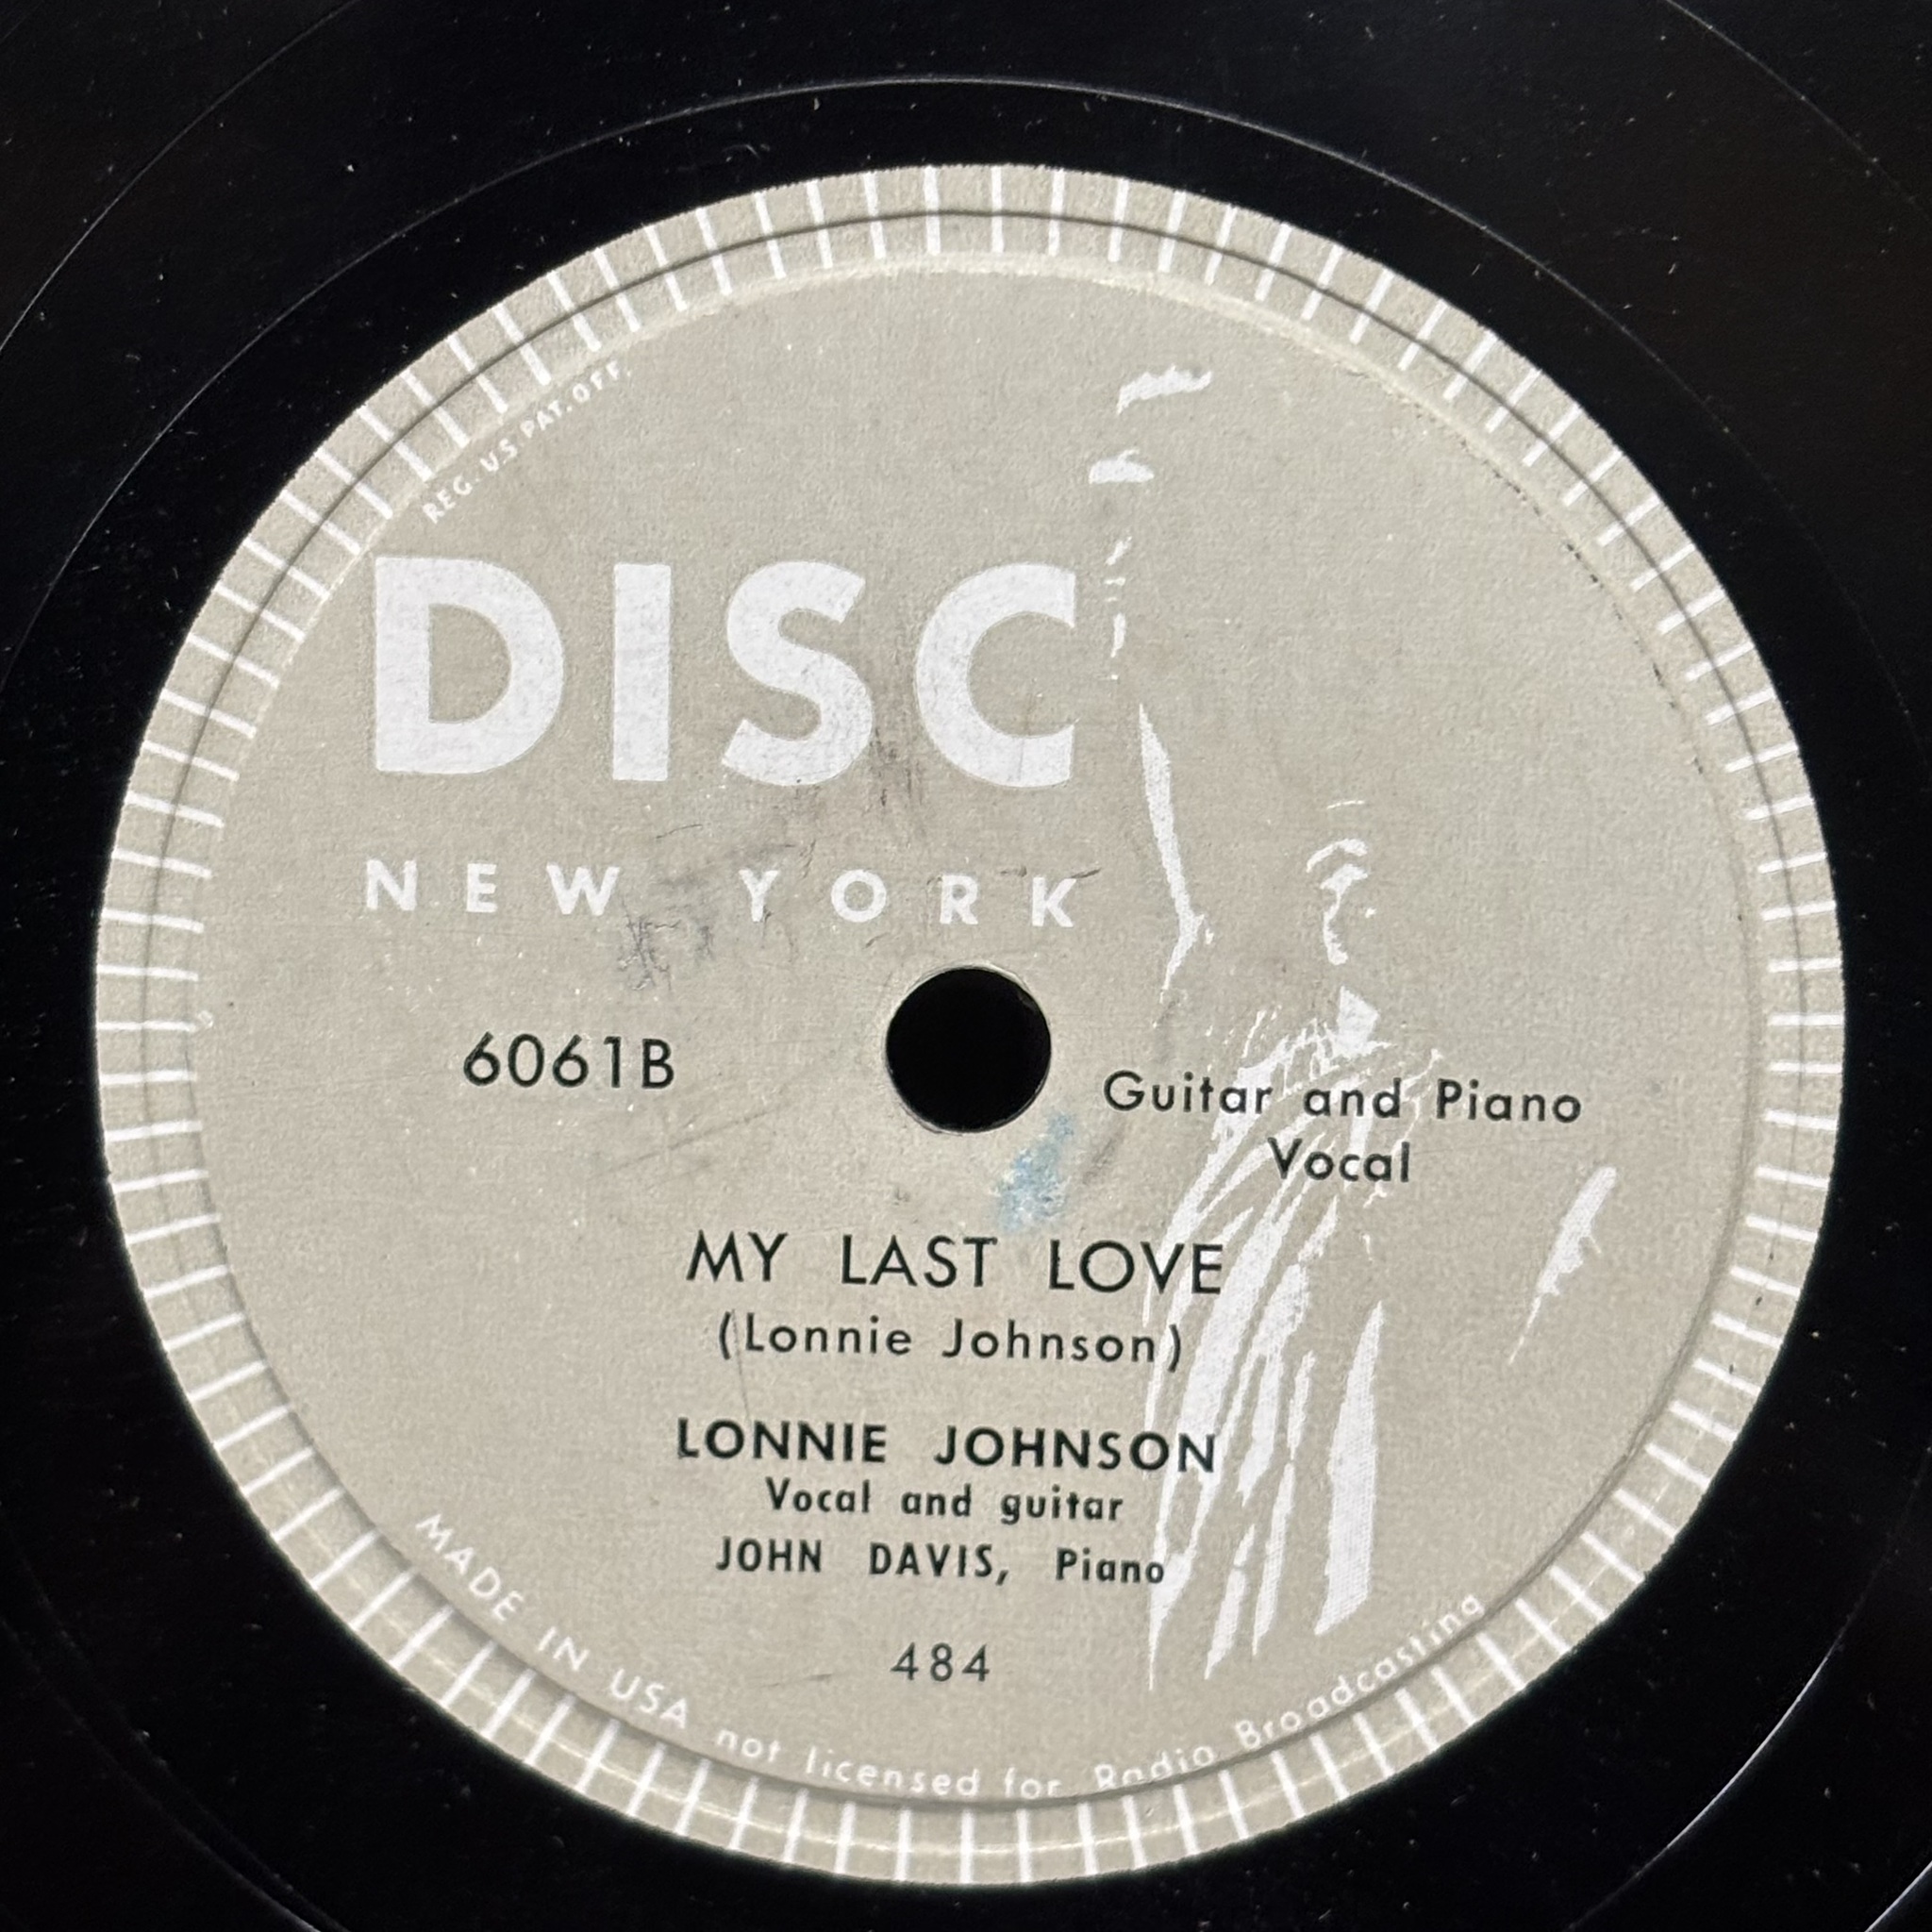 REG. U.S. PAT. OFF.
DISC
NEW YORK
6061B
Guitar and Piano
Vocal
MY LAST LOVE
(Lonnie Johnson)
LONNIE JOHNSON
Vocal and guitar
JOHN DAVIS, Piano
484
MADE IN USA not licensed for Radio Broadcasting